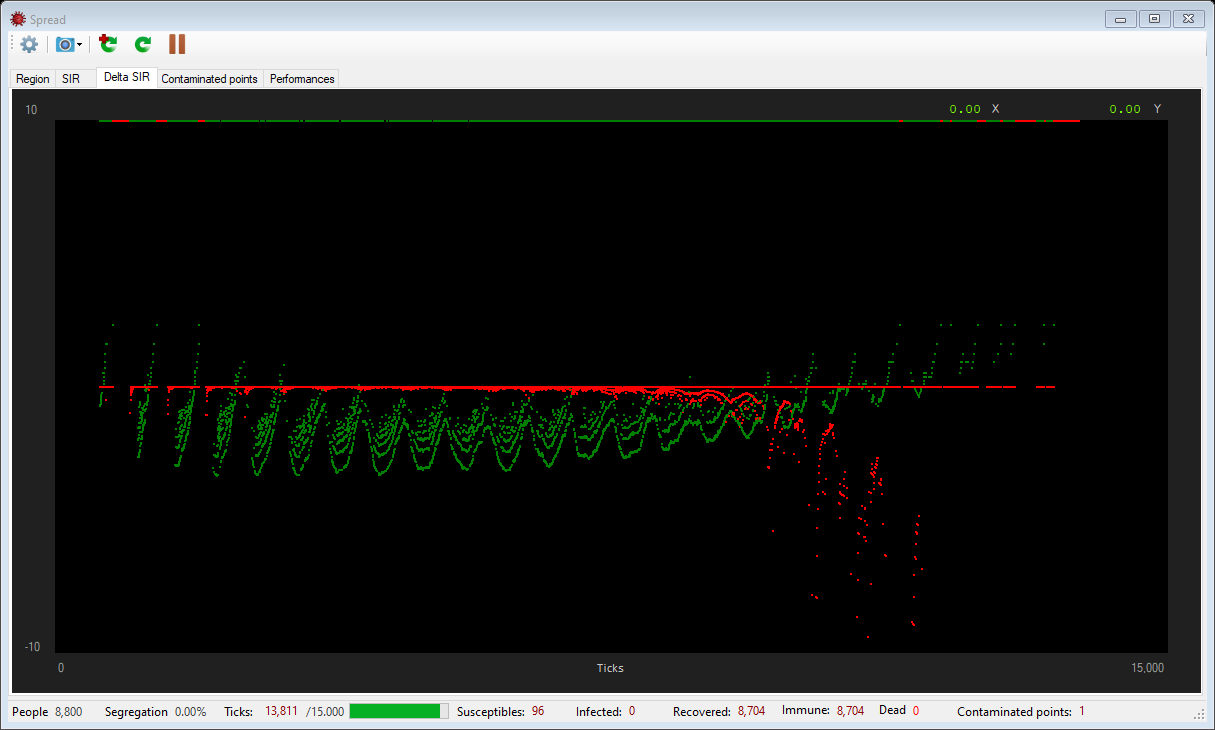 Spread
Region SIR Delta SIR Contaminated points Performances
10 0.00 X 0.00 Y
-10
0 Ticks 15,000
People 8,800 Segregation 0.00% Ticks: 13,811 /15.000 Susceptibles: 96 Infected: 0 Recovered: 8,704 Immune: 8,704 Dead 0 Contaminated points: 1